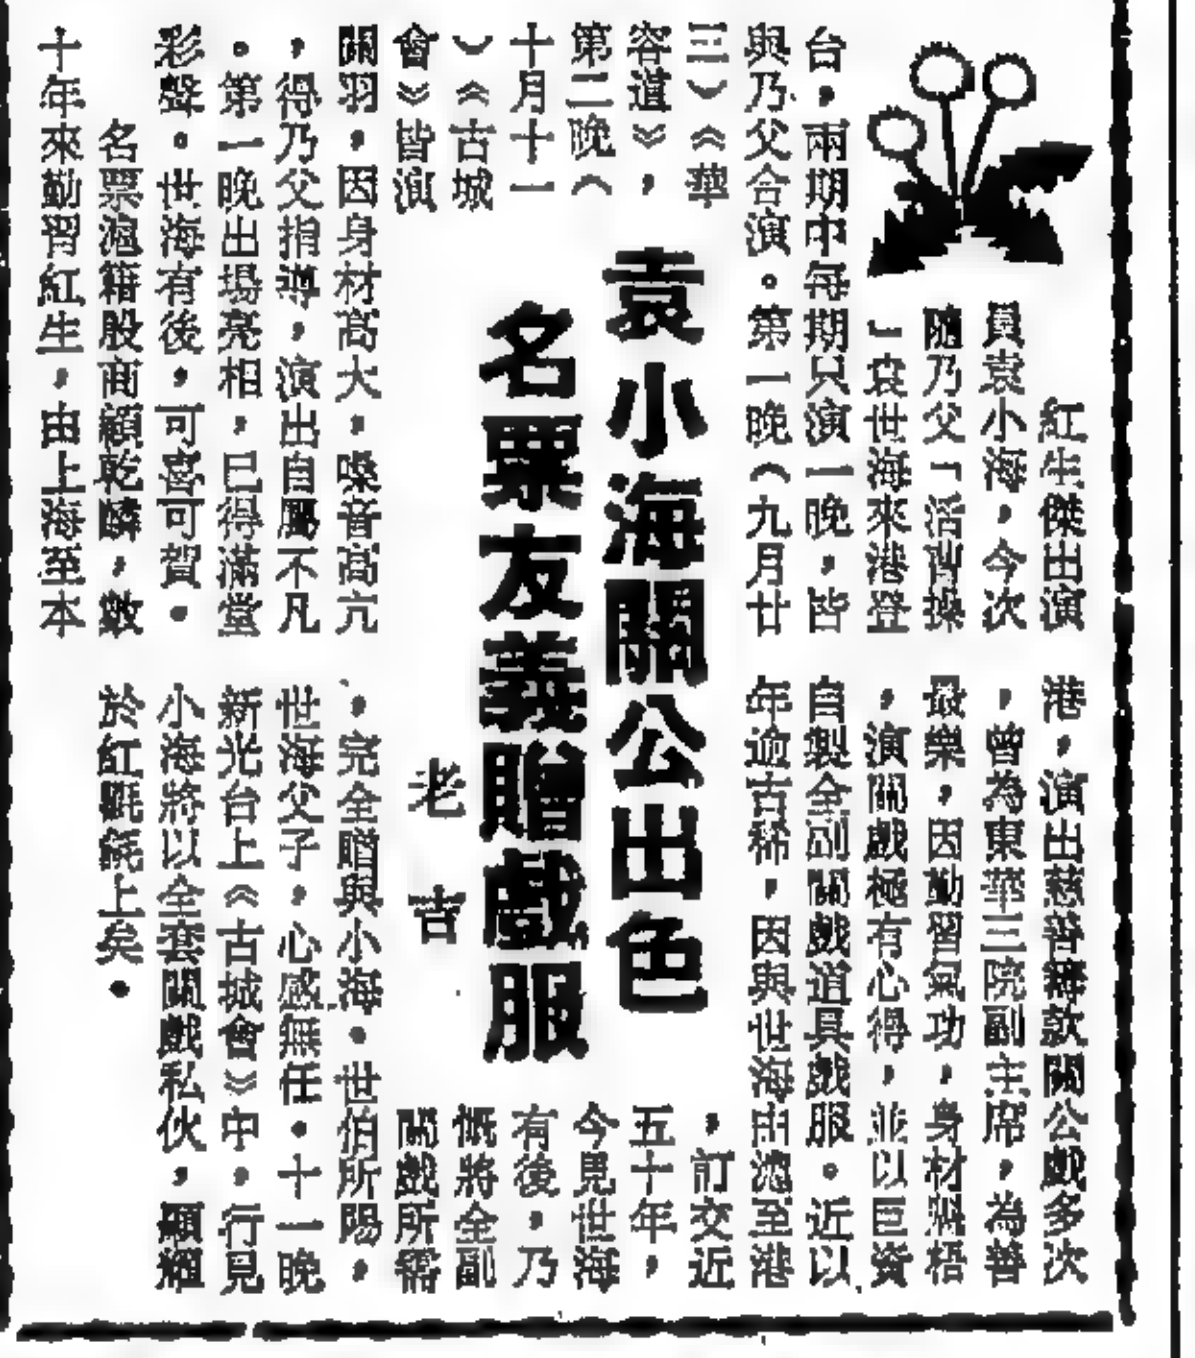 袁小海關公出色
名票友義贈戲服
老吉
紅生傑出演
員袁小海,今次
隨乃父「活曹操
」袁世海來港登
台,兩期中每期只演一晚,皆
與乃父合演。第一晚(九月廿
三)《華
容道》,
第二晚(
十月十一
)《古城
會》皆演
關羽,因身材高大,嗓音高亢
,得乃父指導,演出自屬不凡
。第一晚出場亮相,已得滿堂
彩聲。世海有後,可喜可賀。
名票滬籍殷商顧乾麟,數
十年來勤習紅生,由上海至本
港,演出慈善籌款關公戲多次
,曾為東華三院副主席,為善
最樂,因勤習氣功,身材魁梧
,演關戲極有心得,並以巨資
自製全副關戲道具戲服。近以
年逾古稀,因與世海由滬至港
,訂交近
五十年,
今見世海
有後,乃
慨將全副
關戲所需
,完全贈與小海。世伯所賜,
世海父子,心感無任。十一晚
新光台上《古城會》中,行見
小海將以全套關戲私伙,顯耀
於紅氍毹上矣。